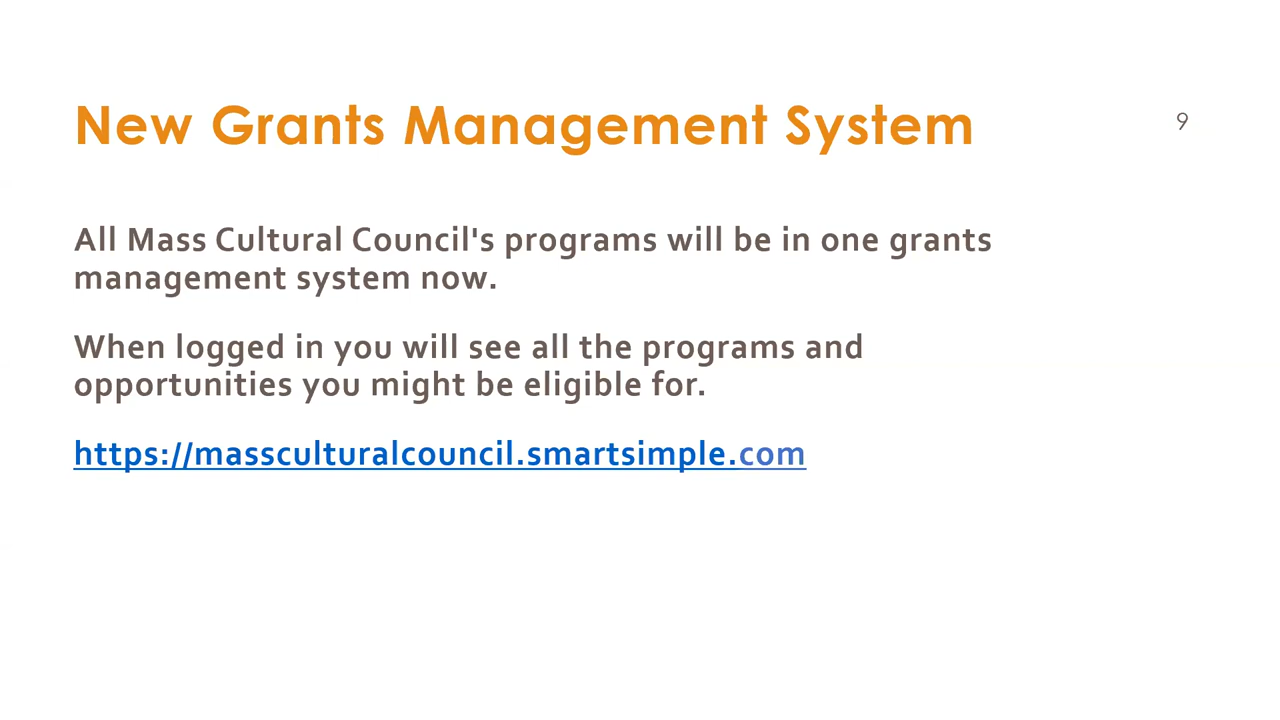 New Grants Management System
9
All Mass Cultural Council's programs will be in one grants
management system now.
When logged in you will see all the programs and
opportunities you might be eligible for.
https://massculturalcouncil.smartsimple.com